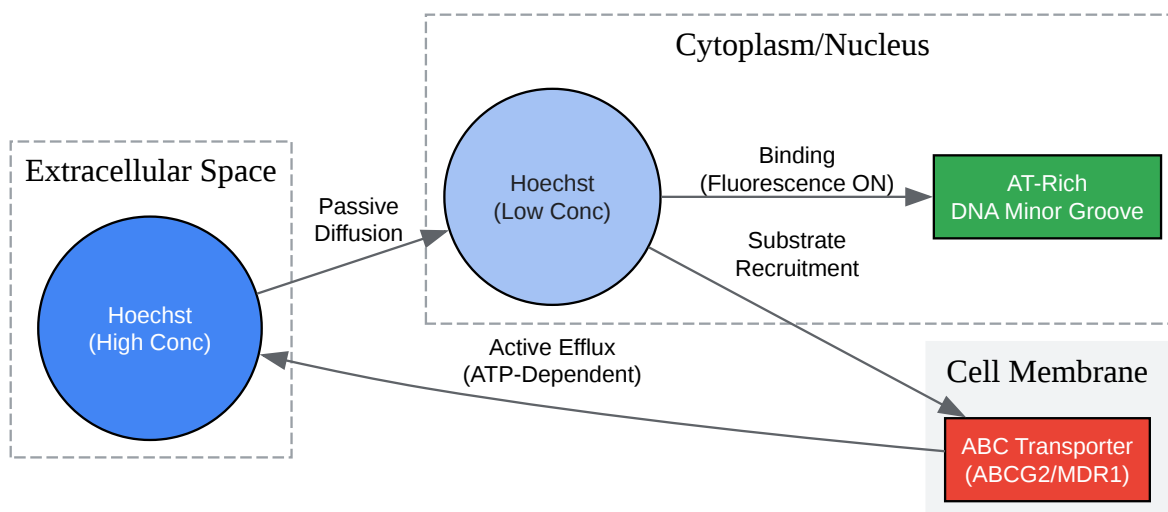 Cytoplasm/Nucleus
Extracellular Space
Hoechst
(High Conc)
Passive
Diffusion
Hoechst
(Low Conc)
Binding
(Fluorescence ON)
AT-Rich
DNA Minor Groove
Substrate
Recruitment
Active Efflux
(ATP-Dependent)
Cell Membrane
ABC Transporter
(ABCG2/MDR1)